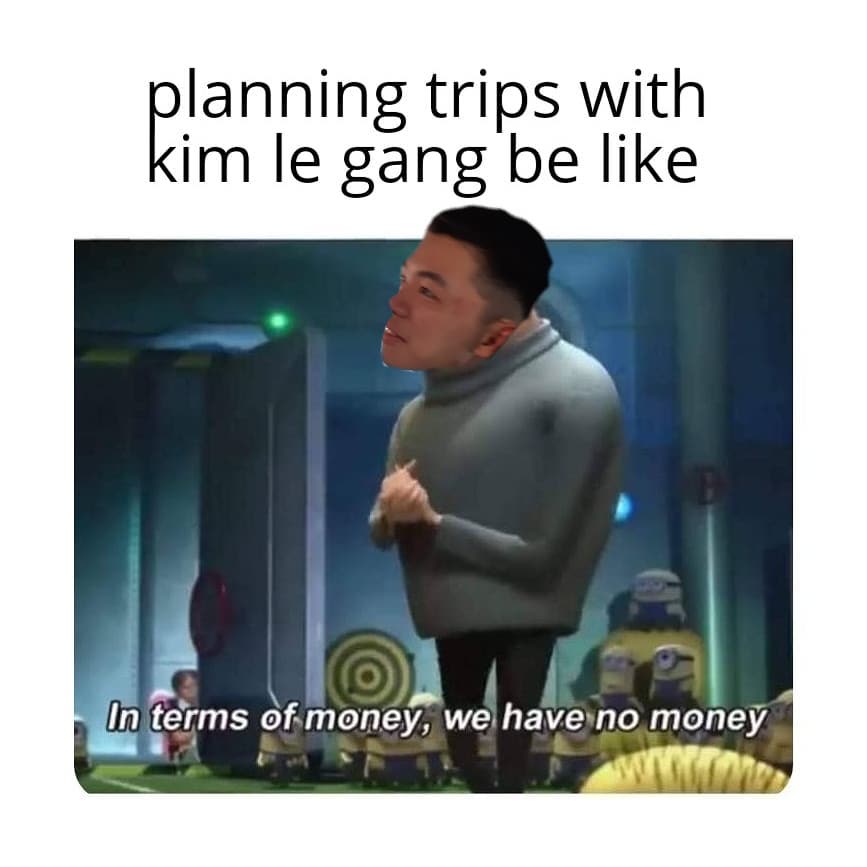 planning trips with
kim le gang be like
In terms of money, we have no money